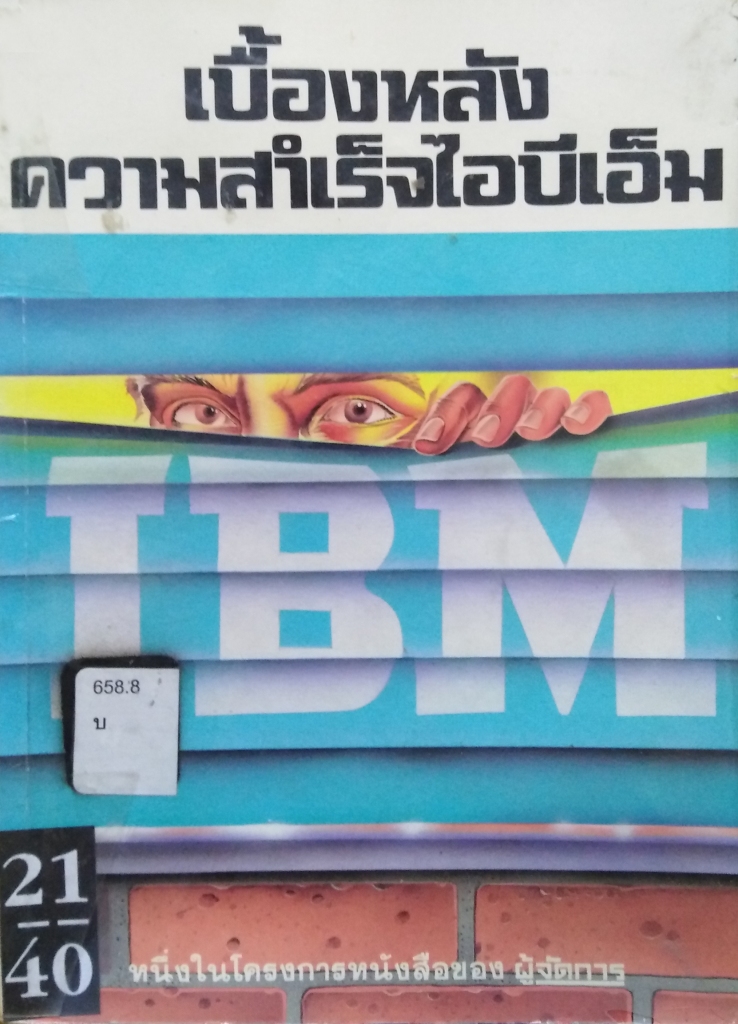 เบื้องหลัง
ความสำเร็จไอบีเอ็ม
IBM
658.8
บ
21
40
หนึ่งในโครงการหนังสือของ ผู้จัดการ